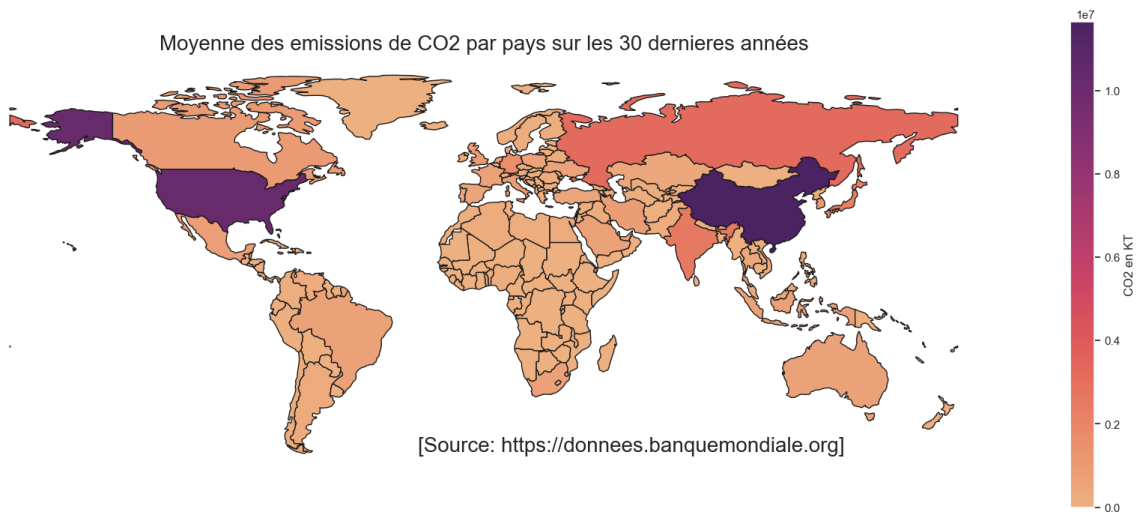 Moyenne des emissions de CO2 par pays sur les 30 dernieres années
1e7
1.0
0.8
0.6
0.4
0.2
0.0
CO2 en KT
[Source: https://donnees.banquemondiale.org]